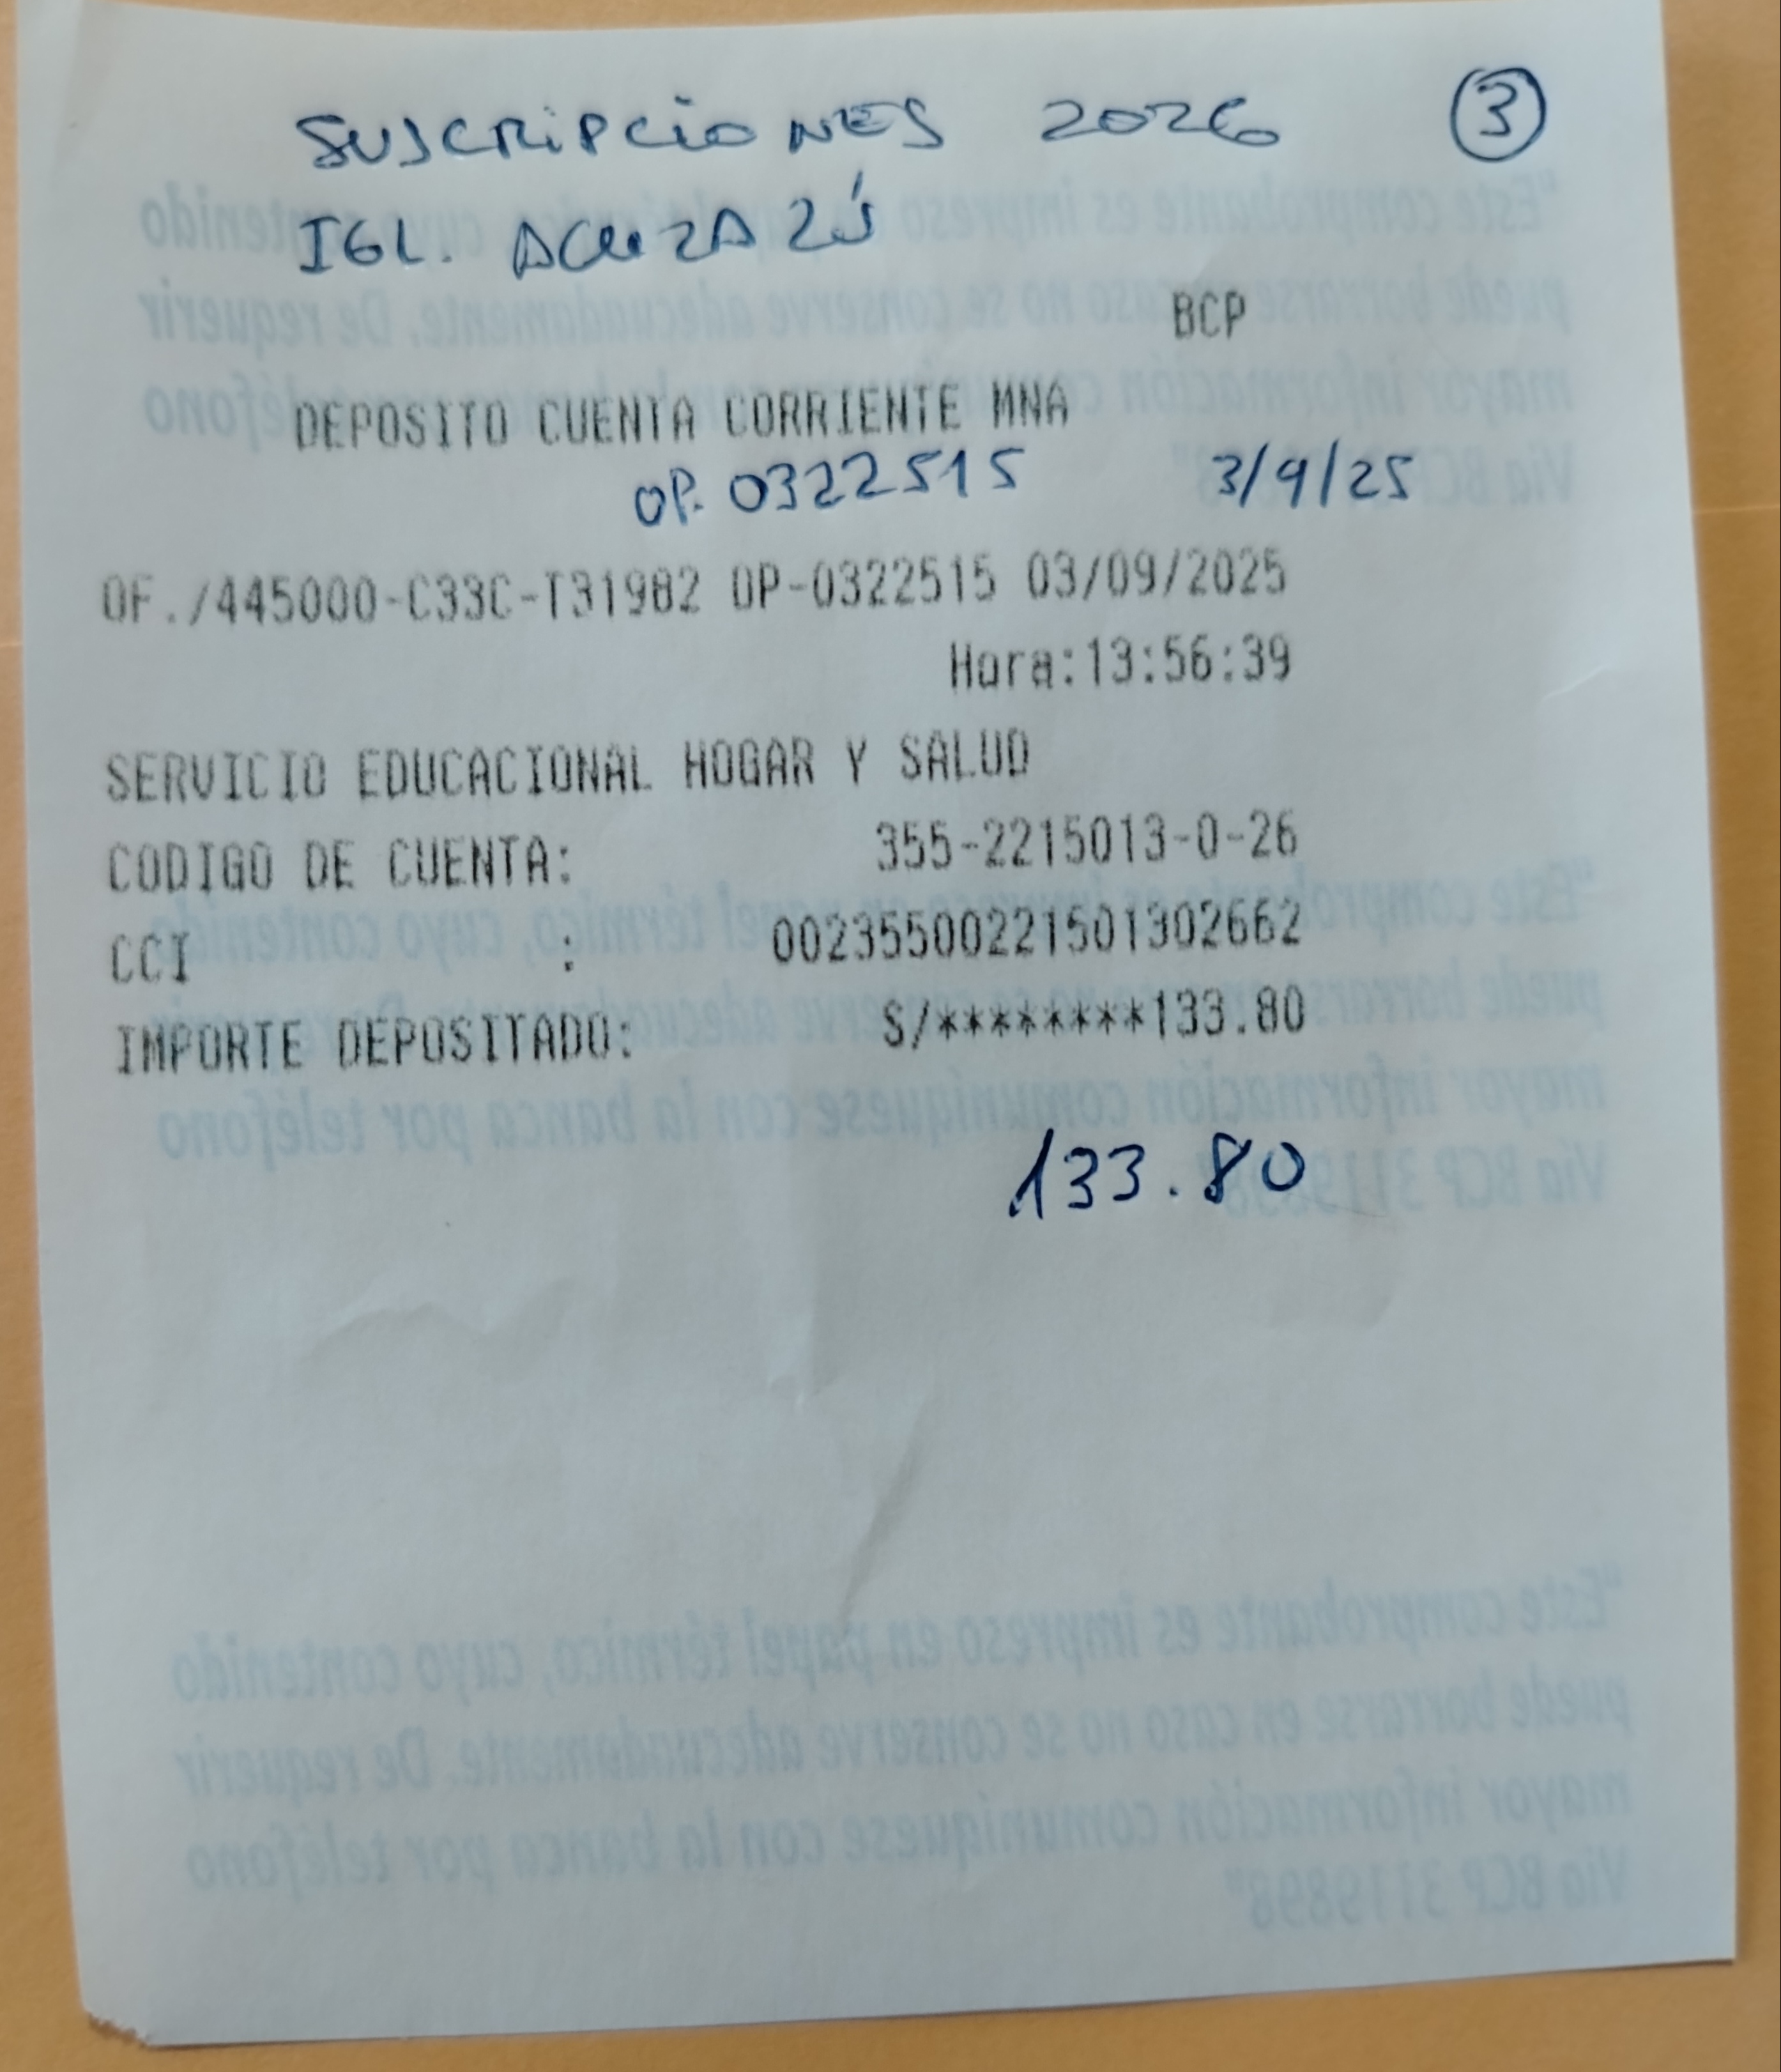 SUSCRIPCIONES 2026 ③
IGL.
BCP
DEPOSITO CUENTA CORRIENTE MNA
OP. 0322515 3/9/25
OF./445000-C33C-T31982 OP-0322515 03/09/2025
Hora:13:56:39
SERVICIO EDUCACIONAL HOGAR Y SALUD
CODIGO DE CUENTA: 355-2215013-0-26
CCI : 00235500221501302662
IMPORTE DEPOSITADO: S/********133.80
133.80
"Este comprobante es impreso en papel térmico, cuyo contenido
puede borrarse en caso no se conserve adecuadamente. De requerir
mayor información comuníquese con la banca por teléfono
Vía BCP 3119898"